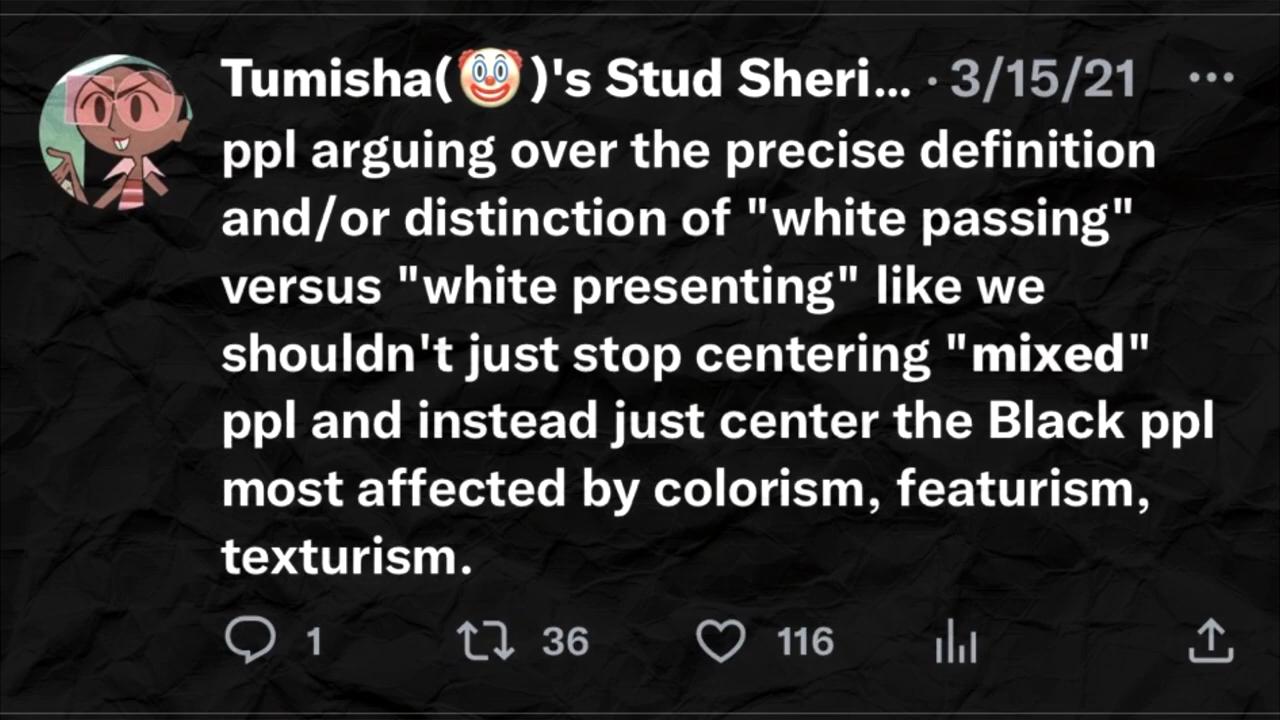 Tumisha(🤡)'s Stud Sheri... · 3/15/21 ...
ppl arguing over the precise definition
and/or distinction of "white passing"
versus "white presenting" like we
shouldn't just stop centering "mixed"
ppl and instead just center the Black ppl
most affected by colorism, featurism,
texturism.
1 36 116